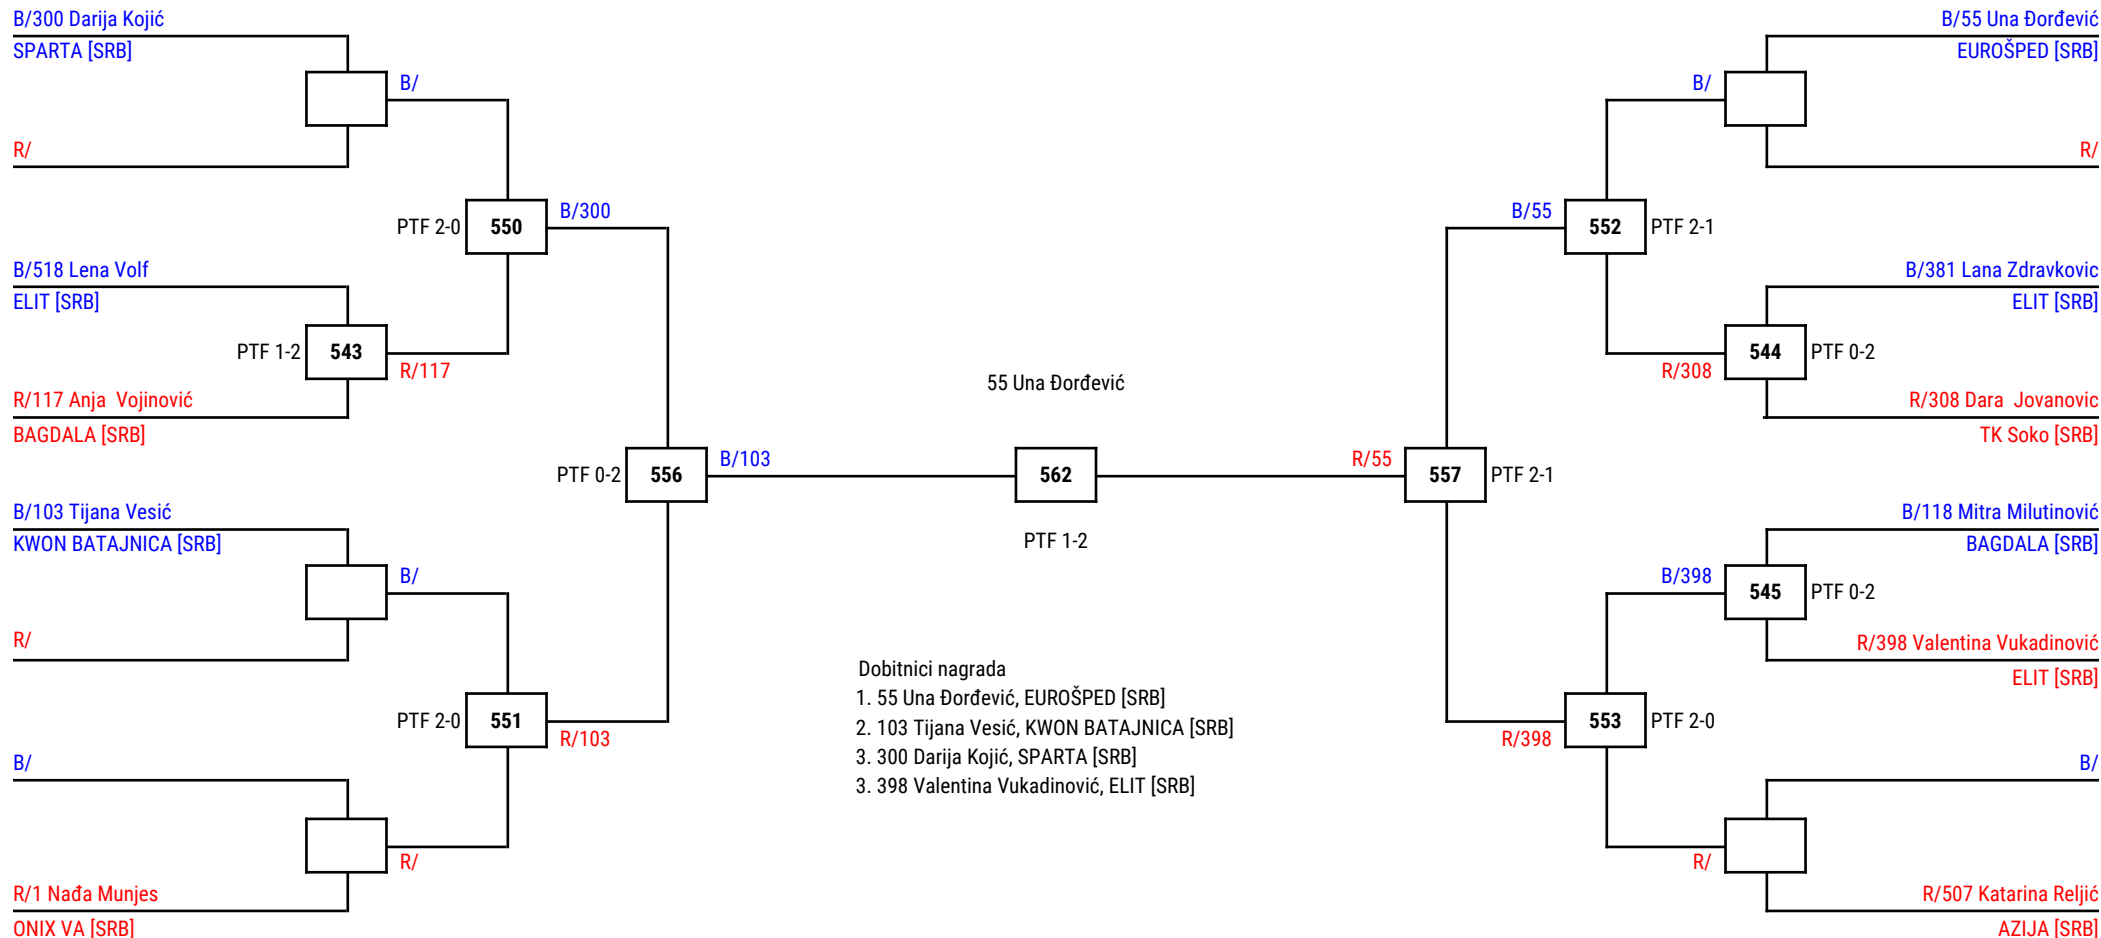 B/300 Darija Kojić
SPARTA [SRB]
B/
R/
PTF 2-0
550
B/300
B/518 Lena Volf
ELIT [SRB]
PTF 1-2
543
R/117
R/117 Anja  Vojinović
BAGDALA [SRB]
PTF 0-2
556
B/103
B/103 Tijana Vesić
KWON BATAJNICA [SRB]
B/
R/
PTF 2-0
551
R/103
B/
R/
R/1 Nađa Munjes
ONIX VA [SRB]
55 Una Đorđević
562
PTF 1-2
Dobitnici nagrada
1. 55 Una Đorđević, EUROŠPED [SRB]
2. 103 Tijana Vesić, KWON BATAJNICA [SRB]
3. 300 Darija Kojić, SPARTA [SRB]
3. 398 Valentina Vukadinović, ELIT [SRB]
B/55 Una Đorđević
EUROŠPED [SRB]
B/
R/
B/55
552
PTF 2-1
B/381 Lana Zdravkovic
ELIT [SRB]
R/308
544
PTF 0-2
R/308 Dara  Jovanovic
TK Soko [SRB]
R/55
557
PTF 2-1
B/118 Mitra Milutinović
BAGDALA [SRB]
B/398
545
PTF 0-2
R/398 Valentina Vukadinović
ELIT [SRB]
R/398
553
PTF 2-0
B/
R/
R/507 Katarina Reljić
AZIJA [SRB]